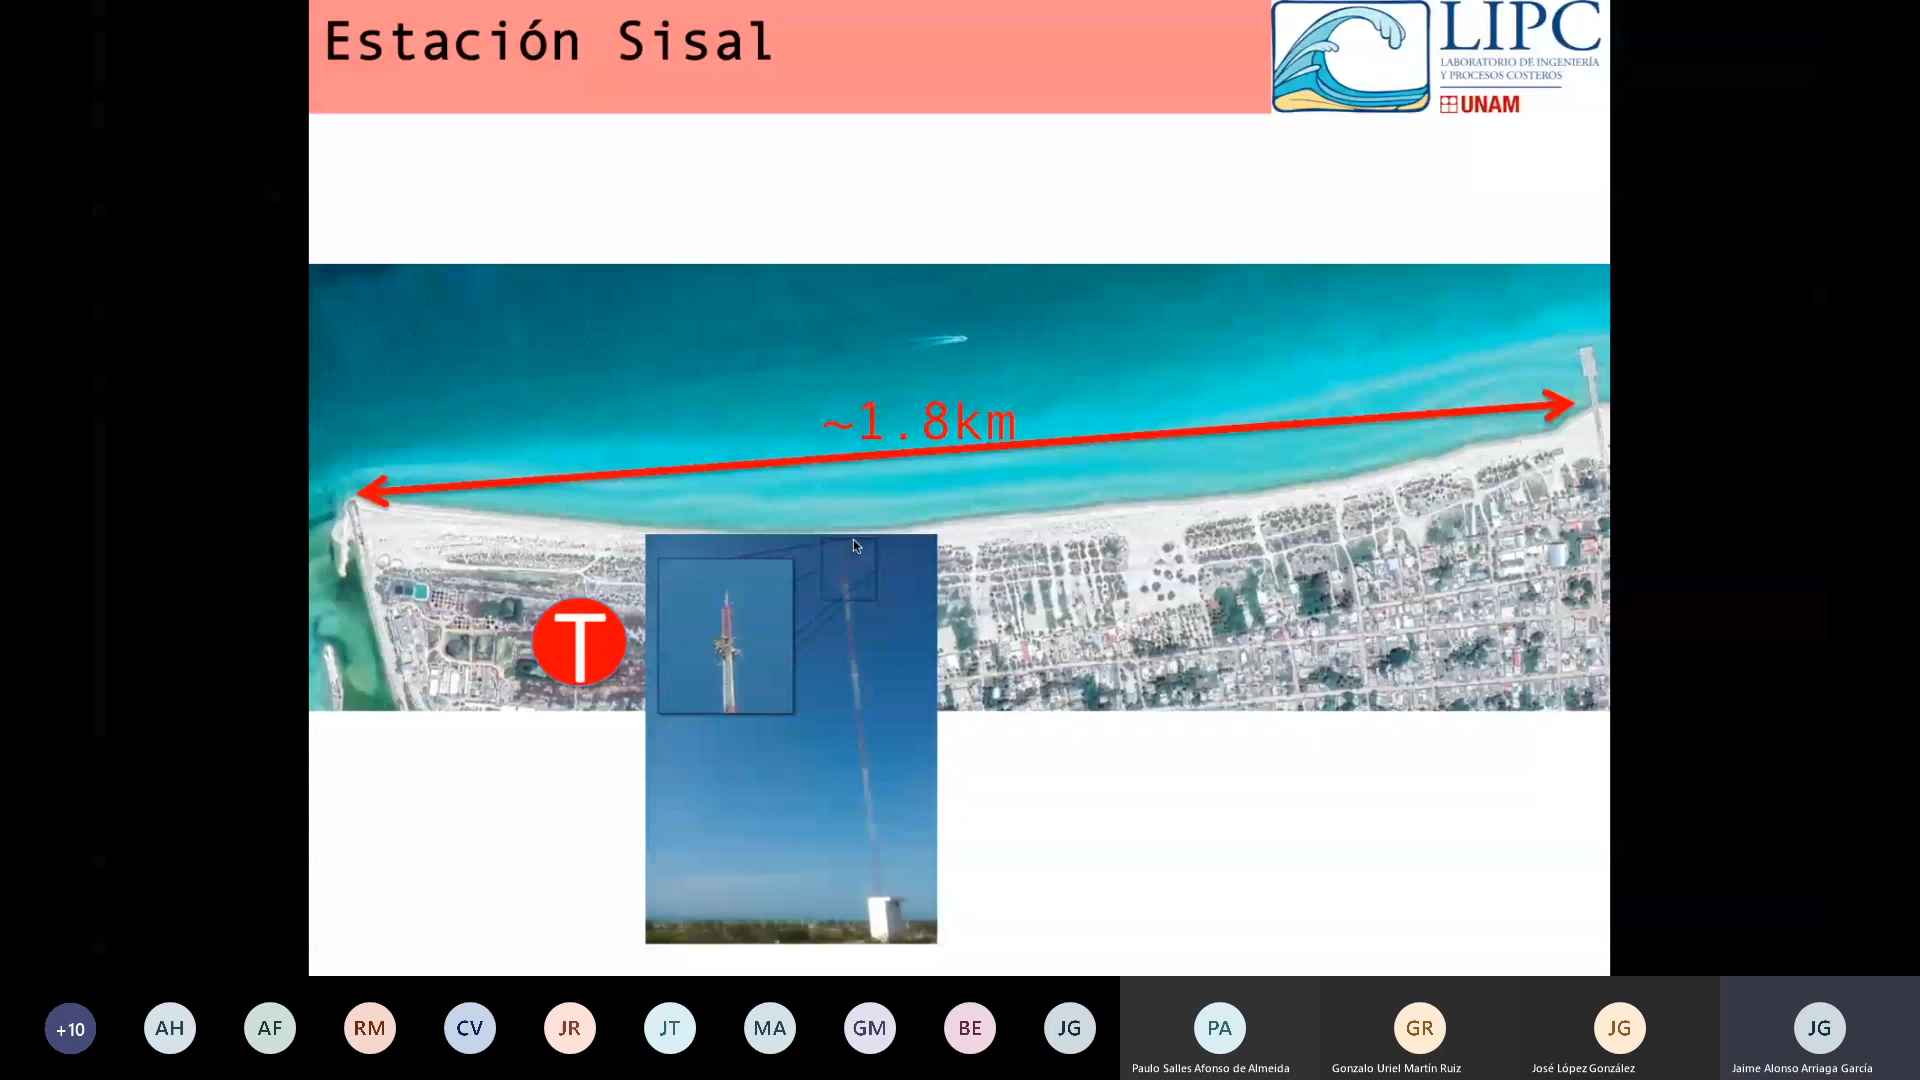 Estación Sisal
LIPC
LABORATORIO DE INGENIERÍA
Y PROCESOS COSTEROS
UNAM
~1.8km
T
+10
AH
AF
RM
CV
JR
JT
MA
GM
BE
JG
PA
GR
JG
JG
Paulo Salles Afonso de Almeida
Gonzalo Uriel Martín Ruiz
José López González
Jaime Alonso Arriaga García